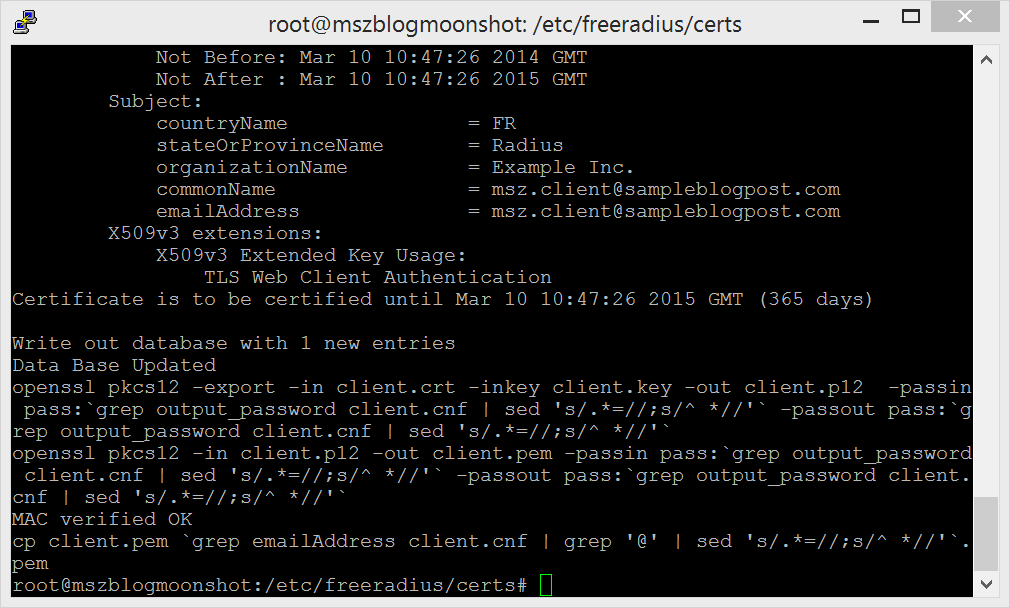 root@mszblogmoonshot: /etc/freeradius/certs
Not Before: Mar 10 10:47:26 2014 GMT
Not After : Mar 10 10:47:26 2015 GMT
Subject:
countryName = FR
stateOrProvinceName = Radius
organizationName = Example Inc.
commonName = msz.client@sampleblogpost.com
emailAddress = msz.client@sampleblogpost.com
X509v3 extensions:
X509v3 Extended Key Usage:
TLS Web Client Authentication
Certificate is to be certified until Mar 10 10:47:26 2015 GMT (365 days)
Write out database with 1 new entries
Data Base Updated
openssl pkcs12 -export -in client.crt -inkey client.key -out client.p12  -passin
pass:`grep output_password client.cnf | sed 's/.*=//;s/^ *//'` -passout pass:`g
rep output_password client.cnf | sed 's/.*=//;s/^ *//'`
openssl pkcs12 -in client.p12 -out client.pem -passin pass:`grep output_password
client.cnf | sed 's/.*=//;s/^ *//'` -passout pass:`grep output_password client.
cnf | sed 's/.*=//;s/^ *//'`
MAC verified OK
cp client.pem `grep emailAddress client.cnf | grep '@' | sed 's/.*=//;s/^ *//'`.
pem
root@mszblogmoonshot:/etc/freeradius/certs#